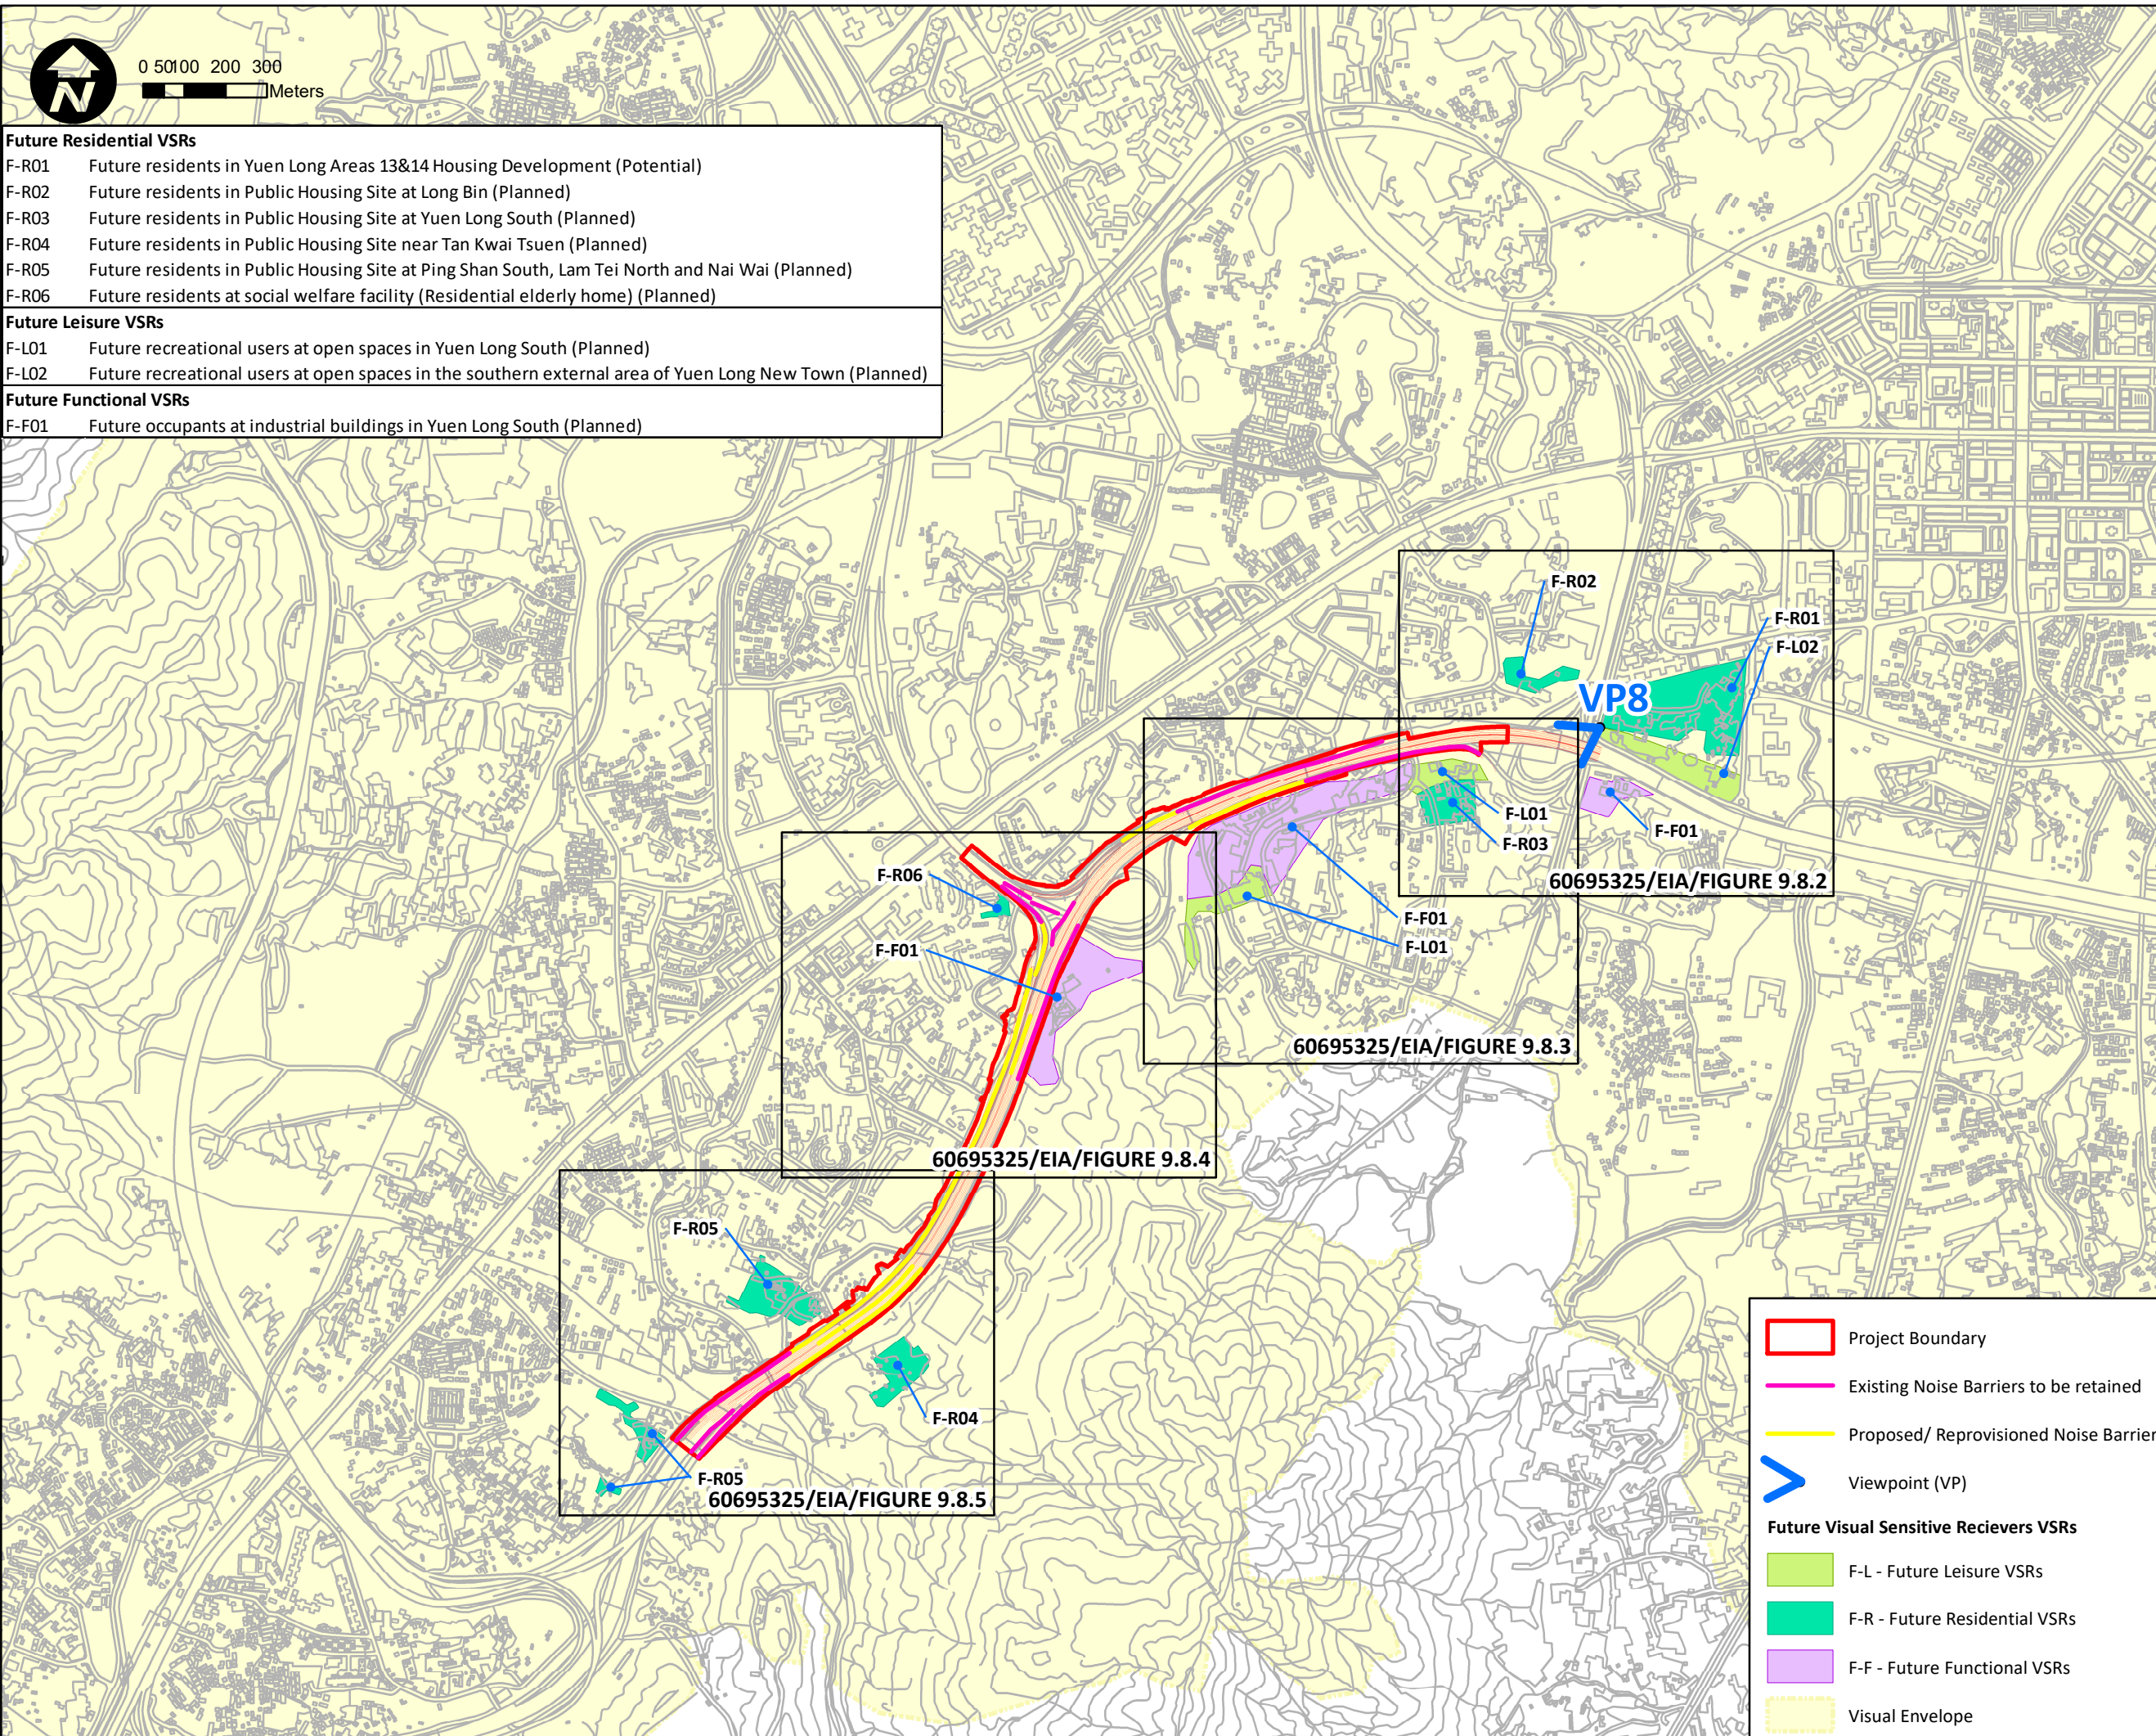 N
0 50100 200 300
Meters
Future Residential VSRs
F-R01 Future residents in Yuen Long Areas 13&14 Housing Development (Potential)
F-R02 Future residents in Public Housing Site at Long Bin (Planned)
F-R03 Future residents in Public Housing Site at Yuen Long South (Planned)
F-R04 Future residents in Public Housing Site near Tan Kwai Tsuen (Planned)
F-R05 Future residents in Public Housing Site at Ping Shan South, Lam Tei North and Nai Wai (Planned)
F-R06 Future residents at social welfare facility (Residential elderly home) (Planned)
Future Leisure VSRs
F-L01 Future recreational users at open spaces in Yuen Long South (Planned)
F-L02 Future recreational users at open spaces in the southern external area of Yuen Long New Town (Planned)
Future Functional VSRs
F-F01 Future occupants at industrial buildings in Yuen Long South (Planned)
F-R02
F-R01
F-L02
VP8
F-L01
F-R03
F-F01
60695325/EIA/FIGURE 9.8.2
F-R06
F-F01
F-F01
F-L01
60695325/EIA/FIGURE 9.8.3
60695325/EIA/FIGURE 9.8.4
F-R05
F-R04
F-R05
60695325/EIA/FIGURE 9.8.5
Project Boundary
Existing Noise Barriers to be retained
Proposed/ Reprovisioned Noise Barrier
Viewpoint (VP)
Future Visual Sensitive Recievers VSRs
F-L - Future Leisure VSRs
F-R - Future Residential VSRs
F-F - Future Functional VSRs
Visual Envelope